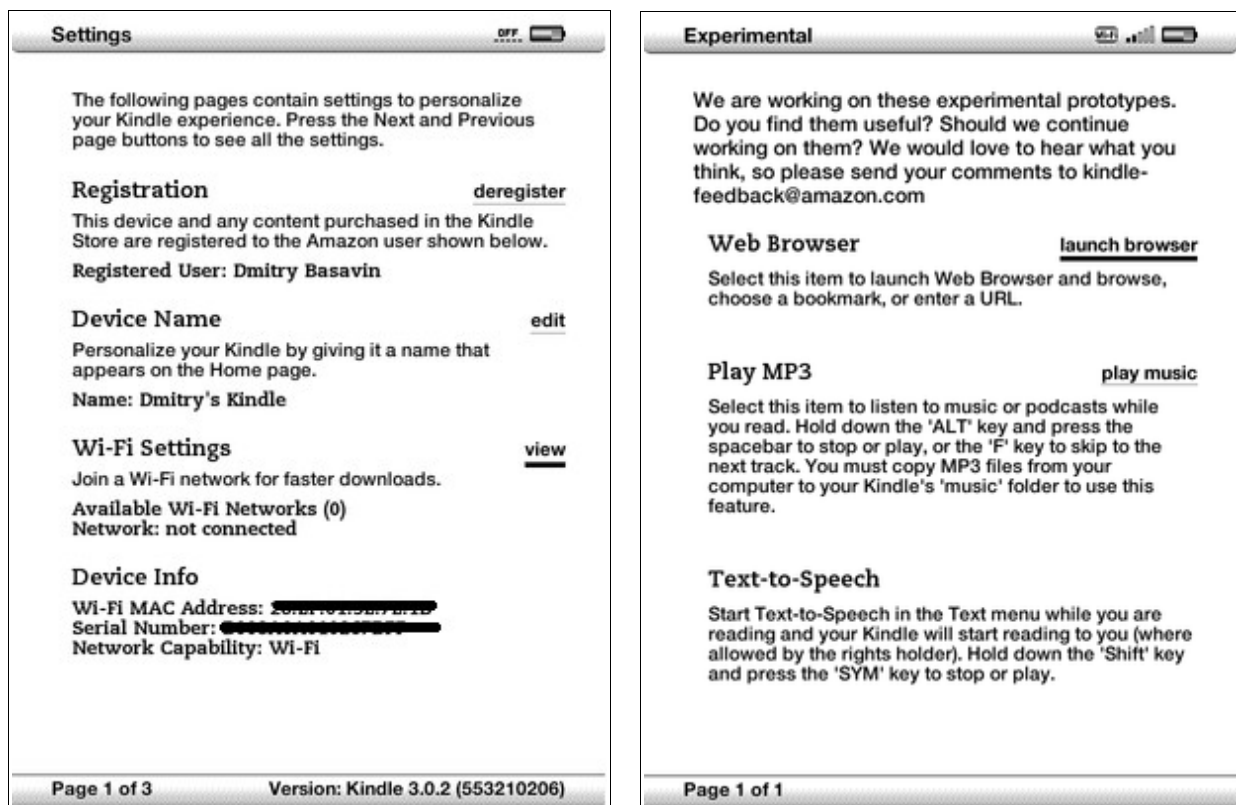 Settings
OFF
The following pages contain settings to personalize
your Kindle experience. Press the Next and Previous
page buttons to see all the settings.
Registration deregister
This device and any content purchased in the Kindle
Store are registered to the Amazon user shown below.
Registered User: Dmitry Basavin
Device Name edit
Personalize your Kindle by giving it a name that
appears on the Home page.
Name: Dmitry's Kindle
Wi-Fi Settings view
Join a Wi-Fi network for faster downloads.
Available Wi-Fi Networks (0)
Network: not connected
Device Info
Wi-Fi MAC Address:
Serial Number:
Network Capability: Wi-Fi
Page 1 of 3 Version: Kindle 3.0.2 (553210206)
Experimental
Wi-Fi
We are working on these experimental prototypes.
Do you find them useful? Should we continue
working on them? We would love to hear what you
think, so please send your comments to kindle-
feedback@amazon.com
Web Browser launch browser
Select this item to launch Web Browser and browse,
choose a bookmark, or enter a URL.
Play MP3 play music
Select this item to listen to music or podcasts while
you read. Hold down the 'ALT' key and press the
spacebar to stop or play, or the 'F' key to skip to the
next track. You must copy MP3 files from your
computer to your Kindle's 'music' folder to use this
feature.
Text-to-Speech
Start Text-to-Speech in the Text menu while you are
reading and your Kindle will start reading to you (where
allowed by the rights holder). Hold down the 'Shift' key
and press the 'SYM' key to stop or play.
Page 1 of 1